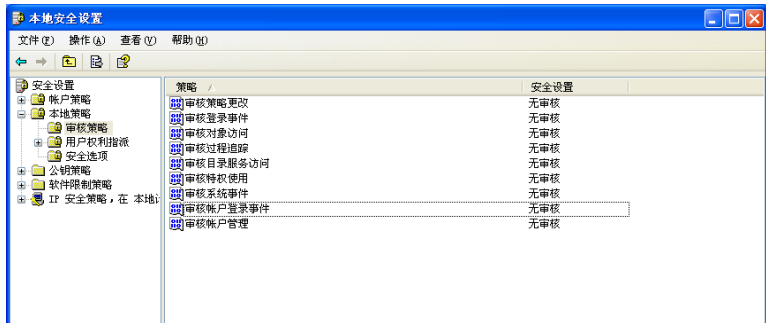 本地安全设置
文件(F) 操作(A) 查看(V) 帮助(H)
安全设置
帐户策略
本地策略
审核策略
用户权利指派
安全选项
公钥策略
软件限制策略
IP 安全策略,在 本地
策略 安全设置
审核策略更改 无审核
审核登录事件 无审核
审核对象访问 无审核
审核过程追踪 无审核
审核目录服务访问 无审核
审核特权使用 无审核
审核系统事件 无审核
审核帐户登录事件 无审核
审核帐户管理 无审核